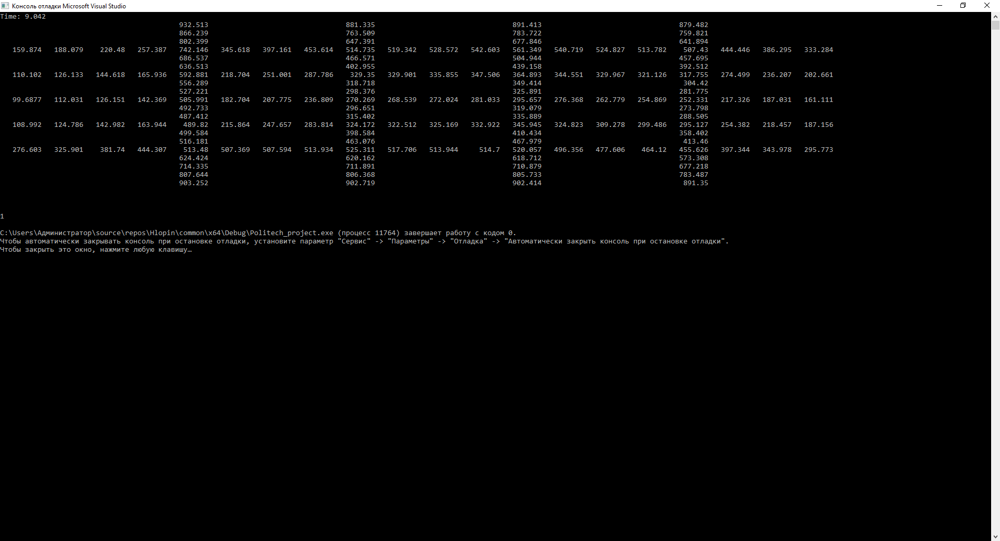 Консоль отладки Microsoft Visual Studio
Time: 9.042
932.513 881.335 891.413 879.482
866.239 763.509 783.722 759.821
802.399 647.391 677.846 641.894
159.874 188.079 220.48 257.387 742.146 345.618 397.161 453.614 514.735 519.342 528.572 542.603 561.349 540.719 524.827 513.782 507.43 444.446 386.295 333.284
686.537 466.571 504.944 457.695
636.513 402.955 439.158 392.512
110.102 126.133 144.618 165.936 592.881 218.704 251.001 287.786 329.35 329.901 335.855 347.506 364.893 344.551 329.967 321.126 317.755 274.499 236.207 202.661
556.289 318.718 349.414 304.42
527.221 298.376 325.891 281.775
99.6877 112.031 126.151 142.369 505.991 182.704 207.775 236.809 270.269 268.539 272.024 281.033 295.657 276.368 262.779 254.869 252.331 217.326 187.031 161.111
492.733 296.651 319.079 273.798
487.412 315.402 335.889 288.505
108.992 124.786 142.982 163.944 489.82 215.864 247.657 283.814 324.172 322.512 325.169 332.922 345.945 324.823 309.278 299.486 295.127 254.382 218.457 187.156
499.584 398.584 410.434 358.402
516.181 463.076 467.979 413.46
276.603 325.901 381.74 444.307 513.48 507.369 507.594 513.934 525.311 517.706 513.944 514.7 520.057 496.356 477.606 464.12 455.626 397.344 343.978 295.773
624.424 620.162 618.712 573.308
714.335 711.891 710.879 677.218
807.644 806.368 805.733 783.487
903.252 902.719 902.414 891.35
1
C:\Users\Администратор\source\repos\Hlopin\common\x64\Debug\Politech_project.exe (процесс 11764) завершает работу с кодом 0.
Чтобы автоматически закрывать консоль при остановке отладки, установите параметр "Сервис" -> "Параметры" -> "Отладка" -> "Автоматически закрыть консоль при остановке отладки".
Чтобы закрыть это окно, нажмите любую клавишу…